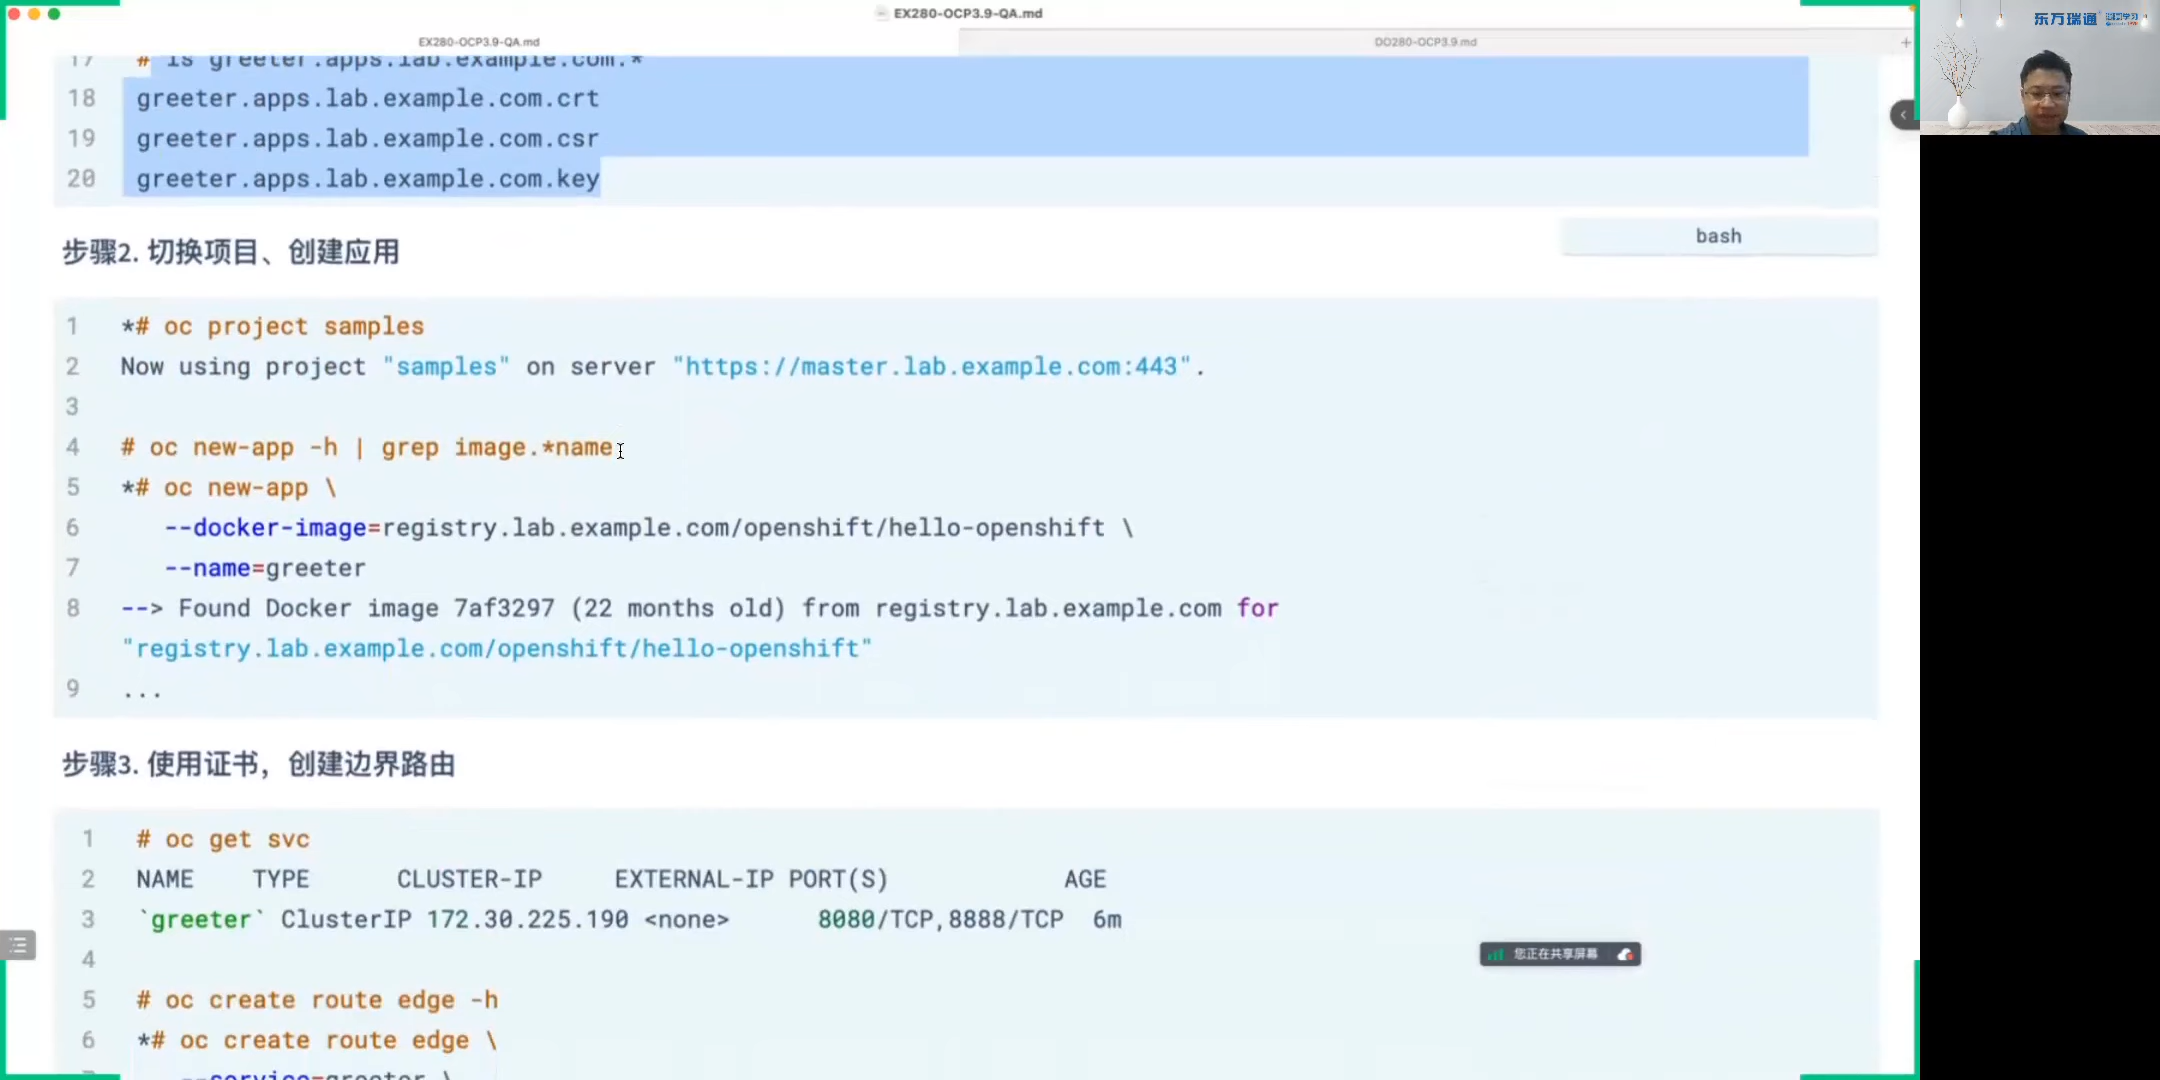 EX280-OCP3.9-QA.md
EX280-OCP3.9-QA.md
DO280-OCP3.9.md
+
17 # ls greeter.apps.lab.example.com.*
18 greeter.apps.lab.example.com.crt
19 greeter.apps.lab.example.com.csr
20 greeter.apps.lab.example.com.key
bash
步骤2. 切换项目、创建应用
1 *# oc project samples
2 Now using project "samples" on server "https://master.lab.example.com:443".
3
4 # oc new-app -h | grep image.*name
5 *# oc new-app \
6 --docker-image=registry.lab.example.com/openshift/hello-openshift \
7 --name=greeter
8 --> Found Docker image 7af3297 (22 months old) from registry.lab.example.com for
"registry.lab.example.com/openshift/hello-openshift"
9 ...
步骤3. 使用证书，创建边界路由
1 # oc get svc
2 NAME TYPE CLUSTER-IP EXTERNAL-IP PORT(S) AGE
3 `greeter` ClusterIP 172.30.225.190 <none> 8080/TCP,8888/TCP 6m
4
5 # oc create route edge -h
6 *# oc create route edge \
--service=greeter \
您正在共享屏幕
东方瑞通